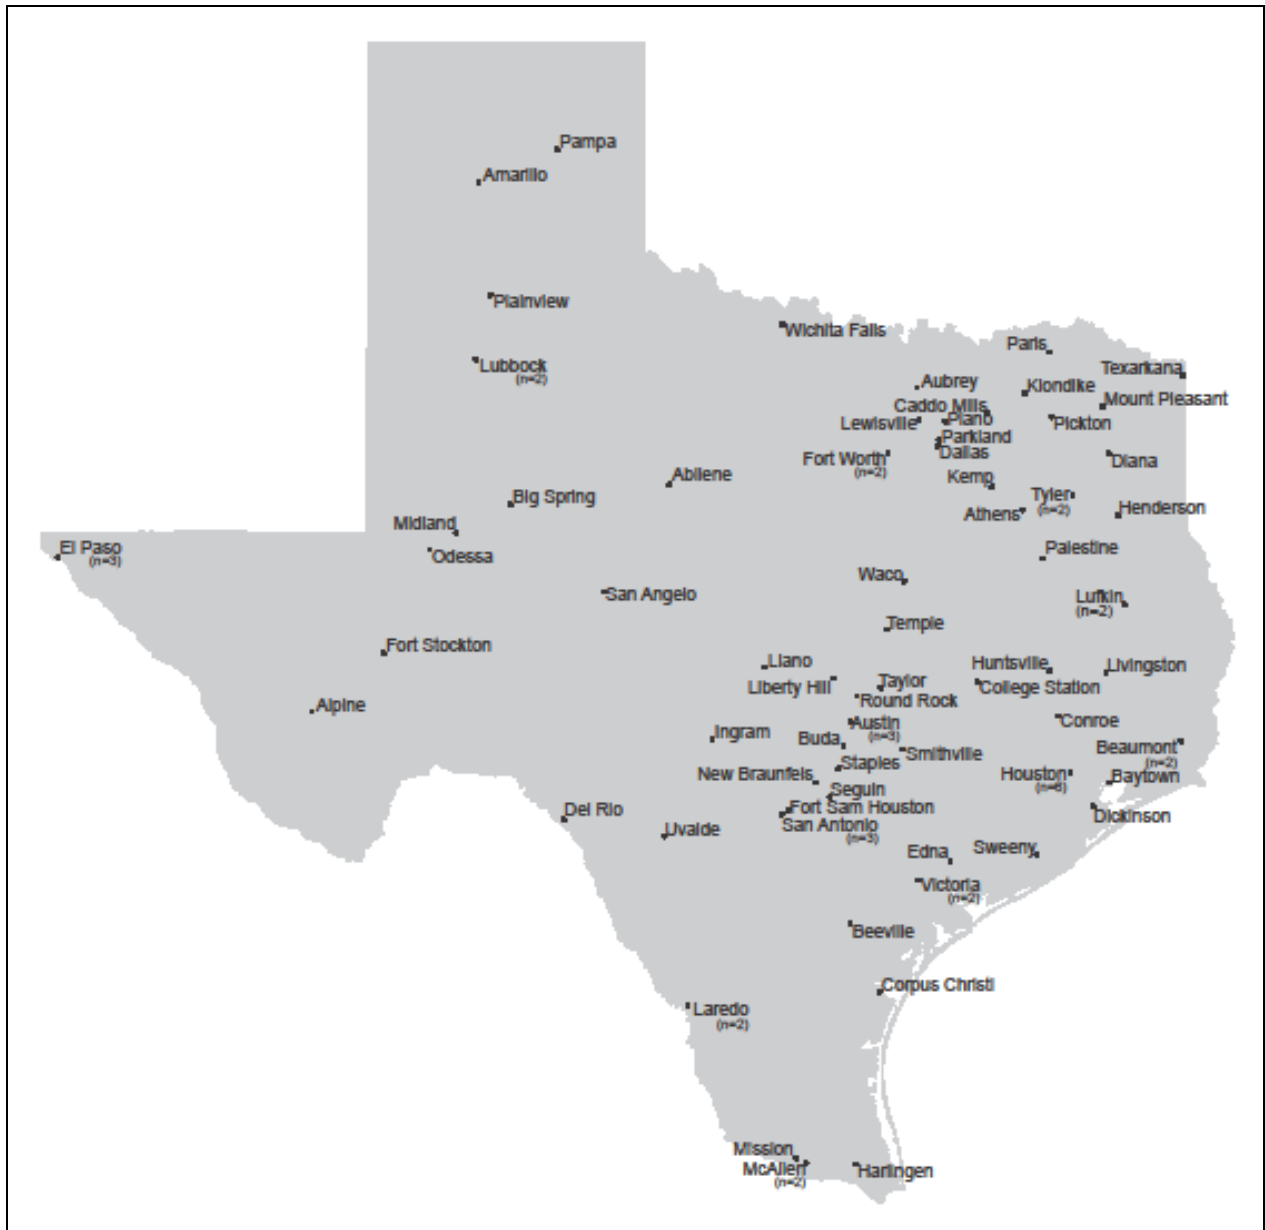 Pampa
Amarillo
Plainview
Wichita Falls
Paris
Lubbock
(n=2)
Texarkana
Aubrey
Klondike
Mount Pleasant
Caddo Mills
Plano
Lewisville
Pickton
Parkland
Dallas
Fort Worth
(n=2)
Diana
Abilene
Kemp
Big Spring
Tyler
(n=2)
Henderson
Athens
Midland
El Paso
(n=3)
Odessa
Palestine
Waco
San Angelo
Lufkin
(n=2)
Temple
Fort Stockton
Llano
Huntsville
Livingston
Liberty Hill
Taylor
College Station
Round Rock
Alpine
Austin
(n=3)
Conroe
Ingram
Buda
Smithville
Beaumont
(n=2)
Staples
New Braunfels
Houston
(n=6)
Baytown
Seguin
Fort Sam Houston
Del Rio
San Antonio
(n=3)
Dickinson
Uvalde
Edna
Sweeny
Victoria
(n=2)
Beeville
Corpus Christi
Laredo
(n=2)
Mission
McAllen
(n=2)
Harlingen